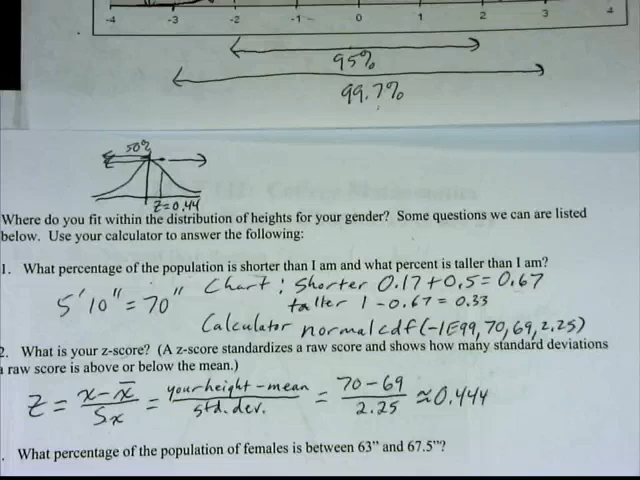 -4 -3 -2 -1 0 1 2 3 4
95%
99.7%
50%
z=0.44
Where do you fit within the distribution of heights for your gender? Some questions we can are listed
below. Use your calculator to answer the following:
1. What percentage of the population is shorter than I am and what percent is taller than I am?
5'10" = 70" Chart: Shorter 0.17+0.5=0.67
taller 1-0.67=0.33
Calculator normalcdf(-1E99,70,69,2.25)
2. What is your z-score? (A z-score standardizes a raw score and shows how many standard deviations
a raw score is above or below the mean.)
Z = x-x̄ / Sx = your height-mean / std. dev. = 70-69 / 2.25 ≈ 0.444
. What percentage of the population of females is between 63" and 67.5"?